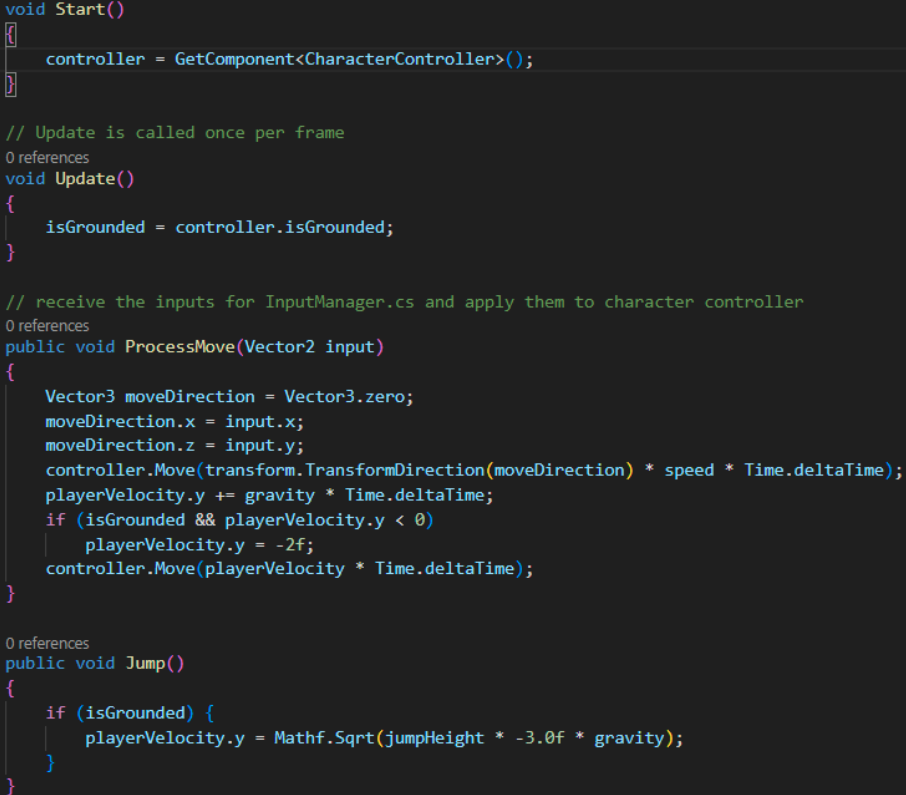 void Start()
{
    controller = GetComponent<CharacterController>();
}
// Update is called once per frame
0 references
void Update()
{
    isGrounded = controller.isGrounded;
}
// receive the inputs for InputManager.cs and apply them to character controller
0 references
public void ProcessMove(Vector2 input)
{
    Vector3 moveDirection = Vector3.zero;
    moveDirection.x = input.x;
    moveDirection.z = input.y;
    controller.Move(transform.TransformDirection(moveDirection) * speed * Time.deltaTime);
    playerVelocity.y += gravity * Time.deltaTime;
    if (isGrounded && playerVelocity.y < 0)
        playerVelocity.y = -2f;
    controller.Move(playerVelocity * Time.deltaTime);
}
0 references
public void Jump()
{
    if (isGrounded) {
        playerVelocity.y = Mathf.Sqrt(jumpHeight * -3.0f * gravity);
    }
}